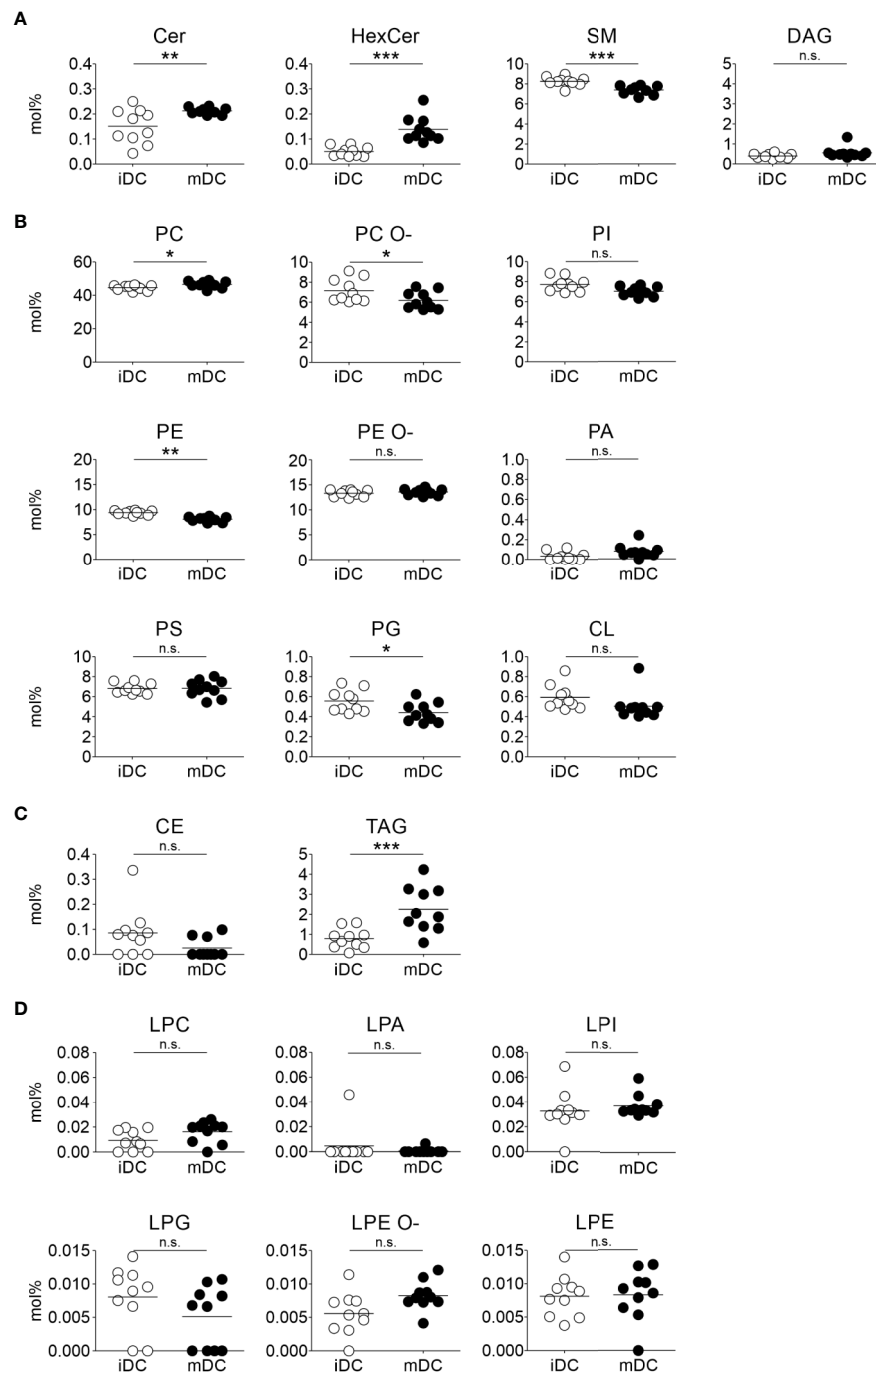 A
Cer HexCer SM DAG
** *** *** n.s.
mol%
0.4 0.3 0.2 0.1 0.0
0.4 0.3 0.2 0.1 0.0
10 8 6 4 2 0
5 4 3 2 1 0
iDC mDC iDC mDC iDC mDC iDC mDC
B
PC PC O- PI
* * n.s.
mol%
60 40 20 0
10 8 6 4 2 0
10 8 6 4 2 0
iDC mDC iDC mDC iDC mDC
PE PE O- PA
** n.s. n.s.
mol%
20 15 10 5 0
20 15 10 5 0
1.0 0.8 0.6 0.4 0.2 0.0
iDC mDC iDC mDC iDC mDC
PS PG CL
n.s. * n.s.
mol%
10 8 6 4 2 0
1.0 0.8 0.6 0.4 0.2 0.0
1.0 0.8 0.6 0.4 0.2 0.0
iDC mDC iDC mDC iDC mDC
C
CE TAG
n.s. ***
mol%
0.4 0.3 0.2 0.1 0.0
5 4 3 2 1 0
iDC mDC iDC mDC
D
LPC LPA LPI
n.s. n.s. n.s.
mol%
0.08 0.06 0.04 0.02 0.00
0.08 0.06 0.04 0.02 0.00
0.08 0.06 0.04 0.02 0.00
iDC mDC iDC mDC iDC mDC
LPG LPE O- LPE
n.s. n.s. n.s.
mol%
0.015 0.010 0.005 0.000
0.015 0.010 0.005 0.000
0.015 0.010 0.005 0.000
iDC mDC iDC mDC iDC mDC